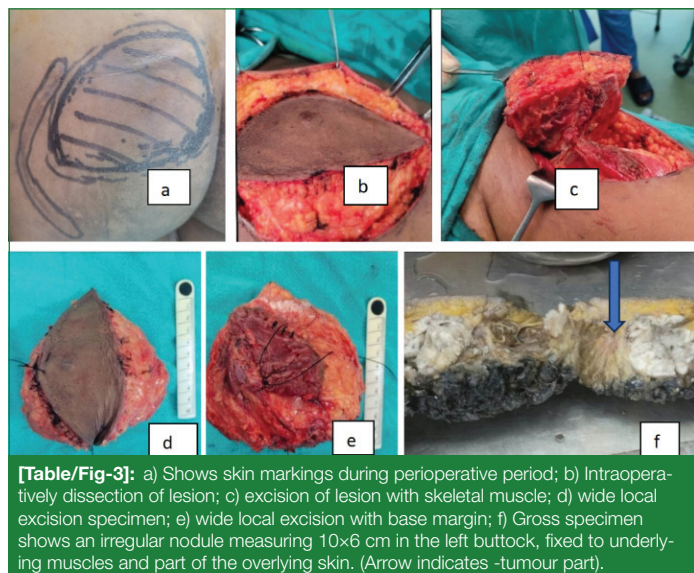 a
b
c
d
e
f
[Table/Fig-3]: a) Shows skin markings during perioperative period; b) Intraopera-
tively dissection of lesion; c) excision of lesion with skeletal muscle; d) wide local
excision specimen; e) wide local excision with base margin; f) Gross specimen
shows an irregular nodule measuring 10×6 cm in the left buttock, fixed to underly-
ing muscles and part of the overlying skin. (Arrow indicates -tumour part).